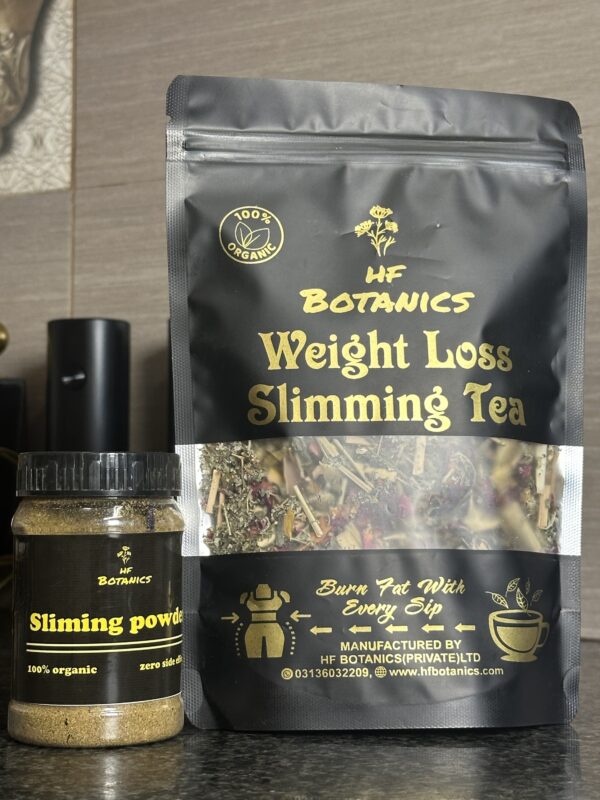 100%
ORGANIC
HF
BOTANICS
Weight Loss
Slimming Tea
Burn Fat With
Every Sip
MANUFACTURED BY
HF BOTANICS(PRIVATE)LTD
03136032209, www.hfbotanics.com
HF
BOTANICS
Sliming powde
100% organic
zero side